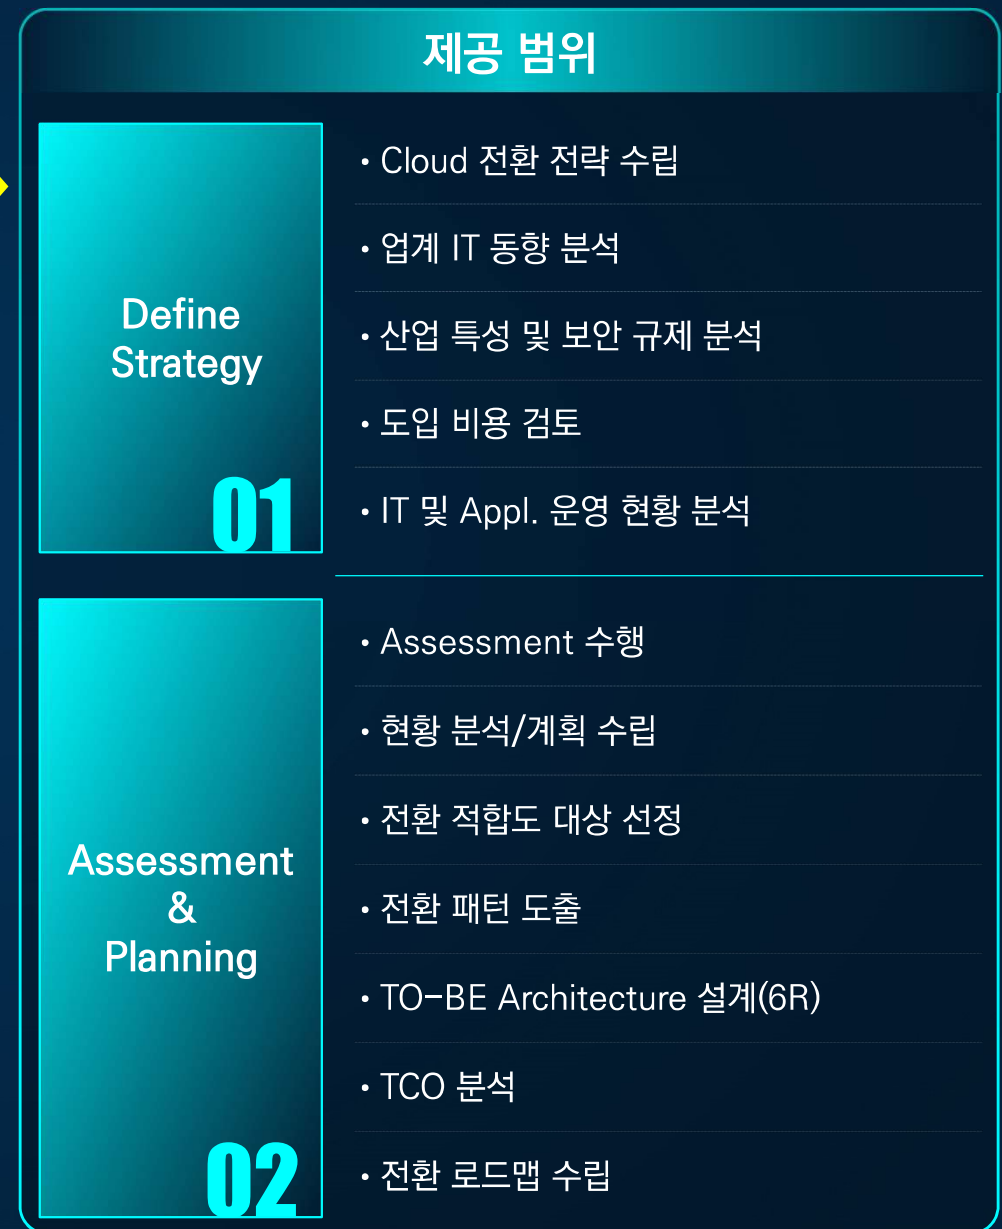 제공 범위
Define
Strategy
01
• Cloud 전환 전략 수립
• 업계 IT 동향 분석
• 산업 특성 및 보안 규제 분석
• 도입 비용 검토
• IT 및 Appl. 운영 현황 분석
Assessment
&
Planning
02
• Assessment 수행
• 현황 분석/계획 수립
• 전환 적합도 대상 선정
• 전환 패턴 도출
• TO-BE Architecture 설계(6R)
• TCO 분석
• 전환 로드맵 수립